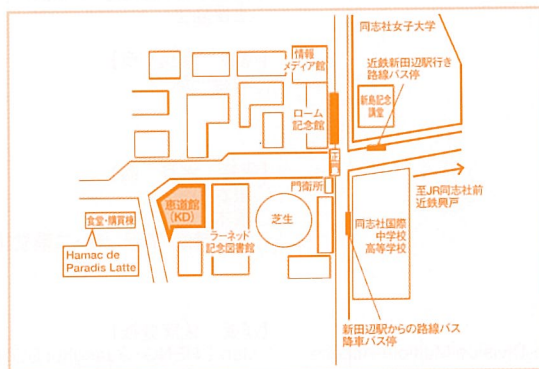 同志社女子大学
情報
メディア館
近鉄新田辺駅行き
路線バス停
新島記念
講堂
ローム
記念館
正門
門衛所
至JR同志社前
近鉄興戸
恵道館
(KD)
食堂・購買棟
ラーネッド
記念図書館
芝生
同志社国際
中学校
高等学校
Hamac de
Paradis Latte
新田辺駅からの路線バス
降車バス停